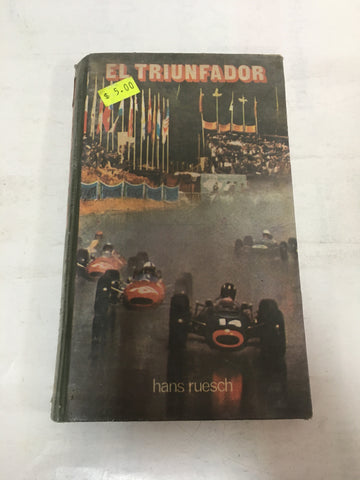 EL TRIUNFADOR
$ 5.00
hans ruesch